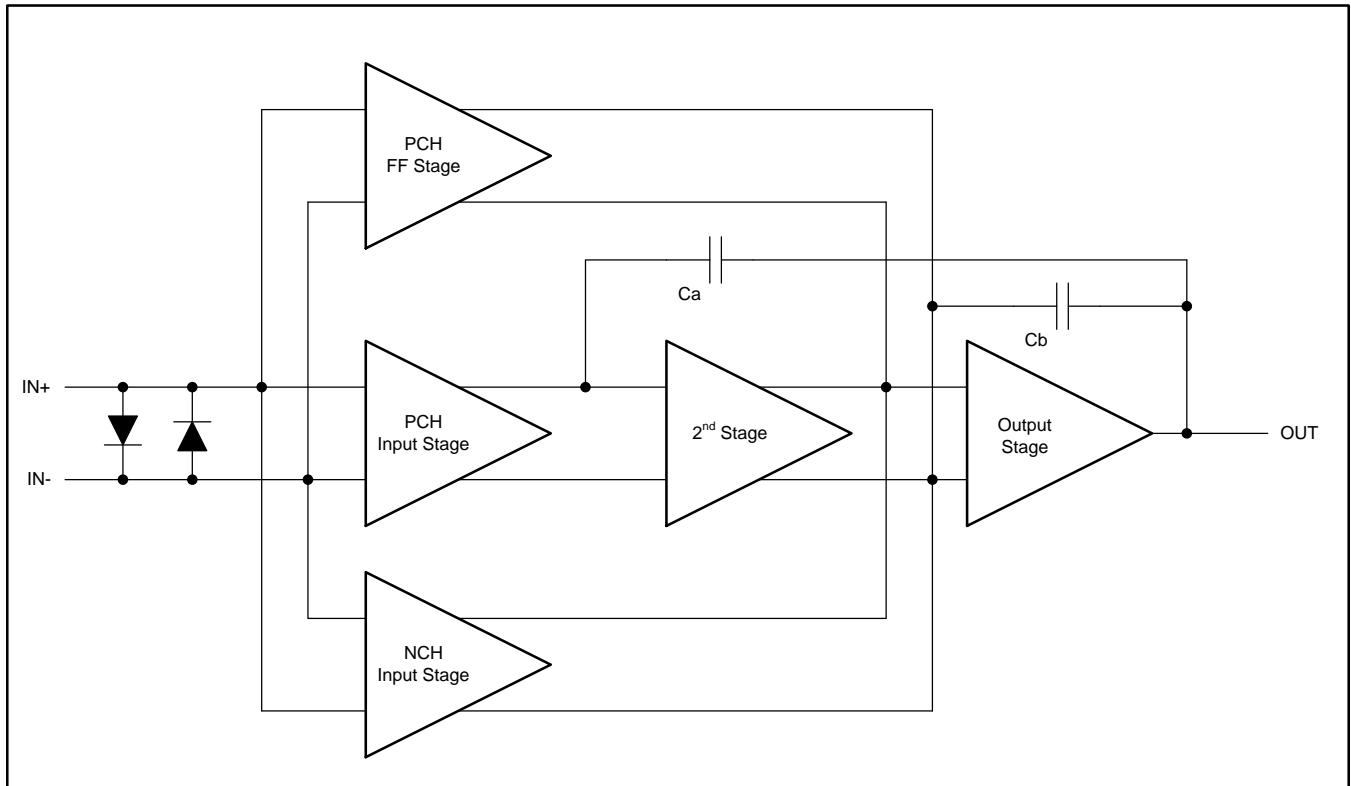 PCH
FF Stage
Ca
Cb
IN+
PCH
Input Stage
2nd Stage
Output
Stage
OUT
IN-
NCH
Input Stage